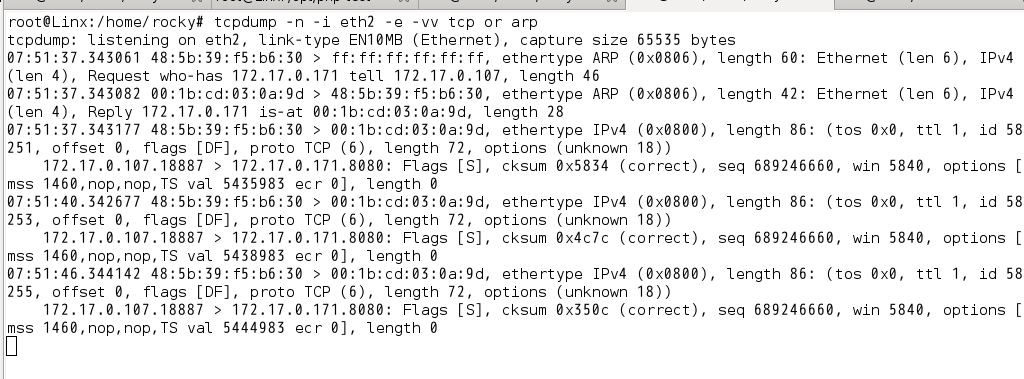 root@Linx:/home/rocky# tcpdump -n -i eth2 -e -vv tcp or arp
tcpdump: listening on eth2, link-type EN10MB (Ethernet), capture size 65535 bytes
07:51:37.343061 48:5b:39:f5:b6:30 > ff:ff:ff:ff:ff:ff, ethertype ARP (0x0806), length 60: Ethernet (len 6), IPv4
(len 4), Request who-has 172.17.0.171 tell 172.17.0.107, length 46
07:51:37.343082 00:1b:cd:03:0a:9d > 48:5b:39:f5:b6:30, ethertype ARP (0x0806), length 42: Ethernet (len 6), IPv4
(len 4), Reply 172.17.0.171 is-at 00:1b:cd:03:0a:9d, length 28
07:51:37.343177 48:5b:39:f5:b6:30 > 00:1b:cd:03:0a:9d, ethertype IPv4 (0x0800), length 86: (tos 0x0, ttl 1, id 58
251, offset 0, flags [DF], proto TCP (6), length 72, options (unknown 18))
    172.17.0.107.18887 > 172.17.0.171.8080: Flags [S], cksum 0x5834 (correct), seq 689246660, win 5840, options [
mss 1460,nop,nop,TS val 5435983 ecr 0], length 0
07:51:40.342677 48:5b:39:f5:b6:30 > 00:1b:cd:03:0a:9d, ethertype IPv4 (0x0800), length 86: (tos 0x0, ttl 1, id 58
253, offset 0, flags [DF], proto TCP (6), length 72, options (unknown 18))
    172.17.0.107.18887 > 172.17.0.171.8080: Flags [S], cksum 0x4c7c (correct), seq 689246660, win 5840, options [
mss 1460,nop,nop,TS val 5438983 ecr 0], length 0
07:51:46.344142 48:5b:39:f5:b6:30 > 00:1b:cd:03:0a:9d, ethertype IPv4 (0x0800), length 86: (tos 0x0, ttl 1, id 58
255, offset 0, flags [DF], proto TCP (6), length 72, options (unknown 18))
    172.17.0.107.18887 > 172.17.0.171.8080: Flags [S], cksum 0x350c (correct), seq 689246660, win 5840, options [
mss 1460,nop,nop,TS val 5444983 ecr 0], length 0